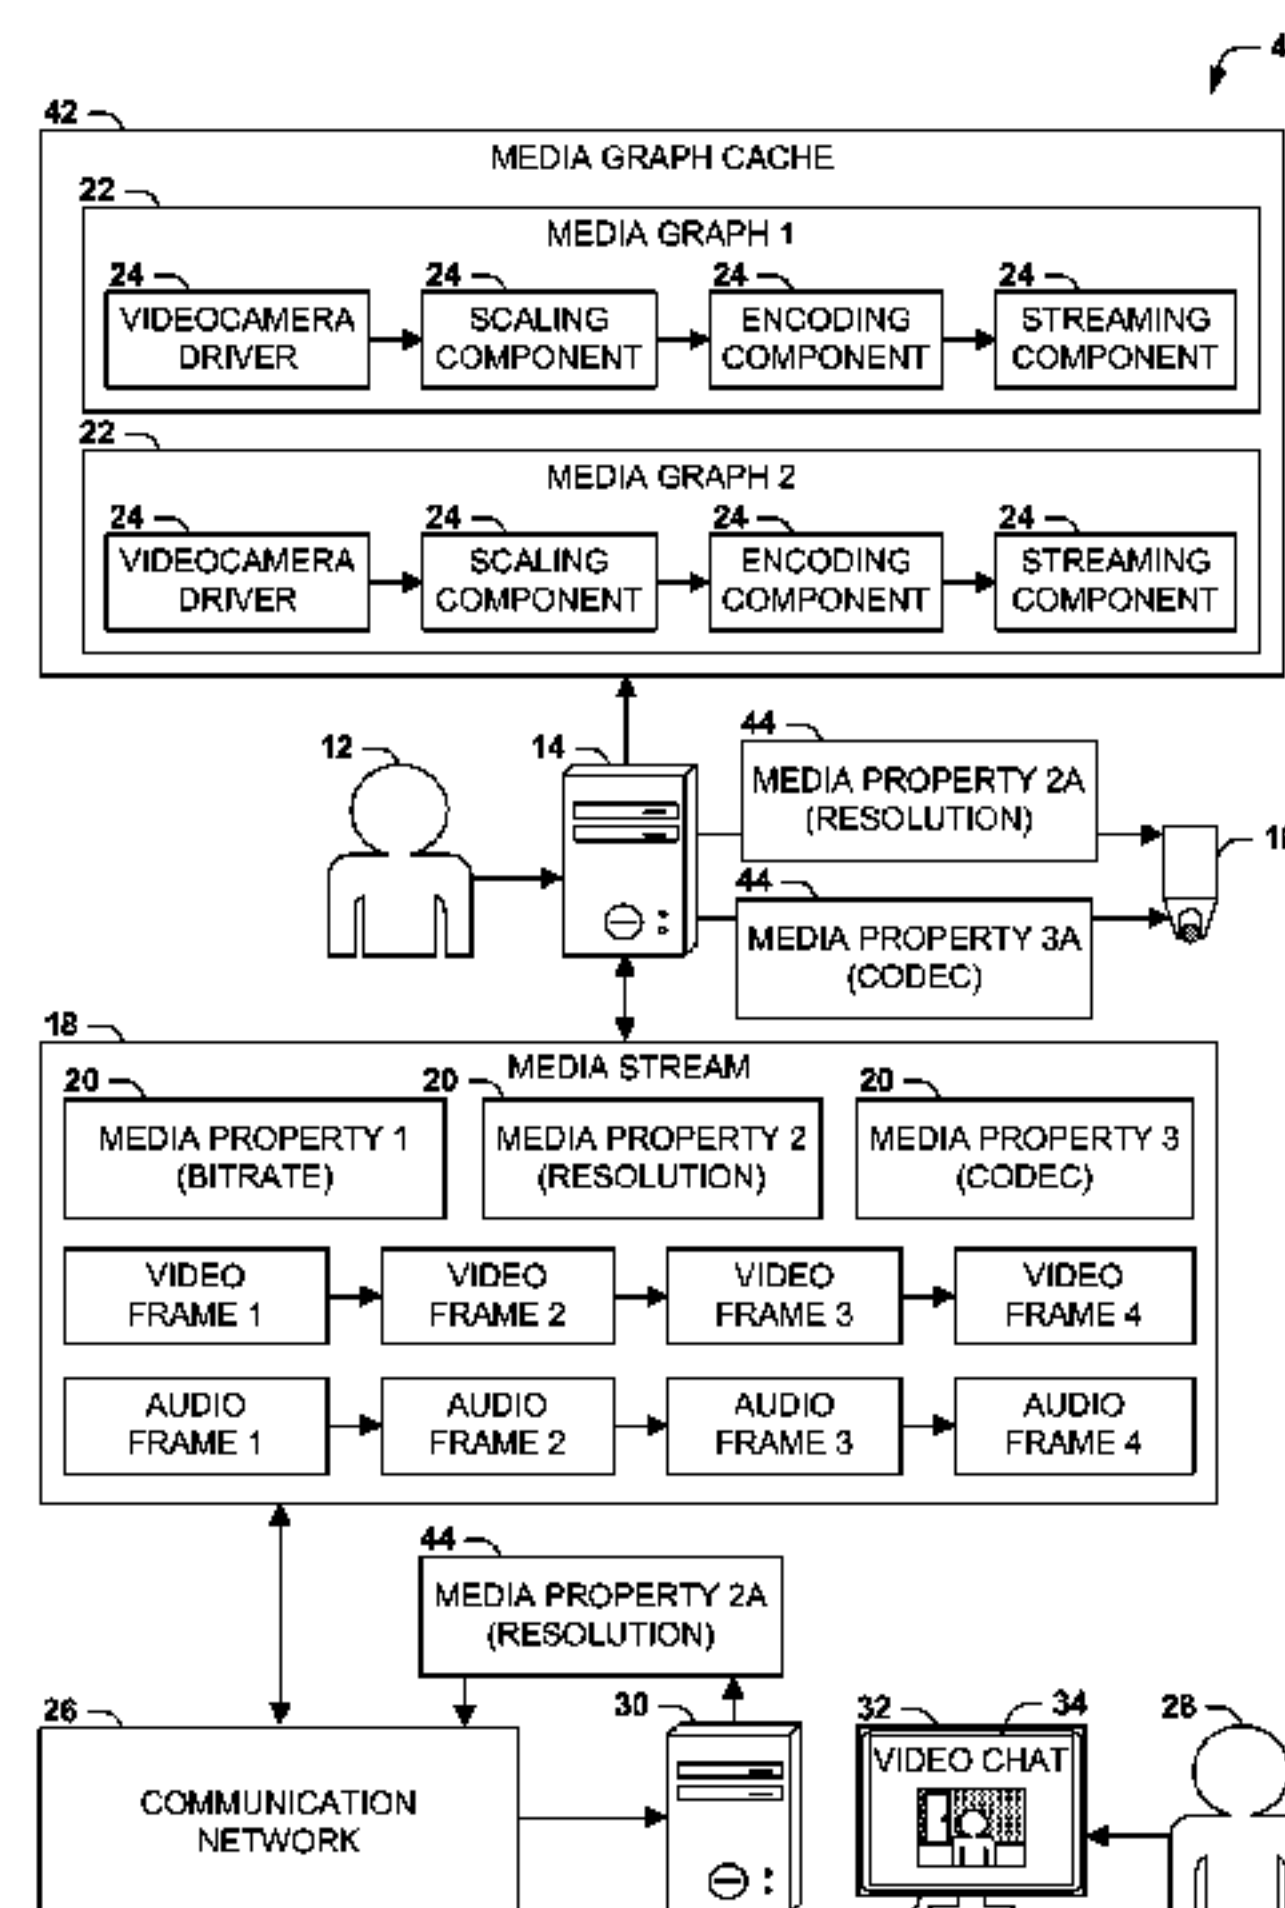 4
42
MEDIA GRAPH CACHE
22
MEDIA GRAPH 1
24 24 24 24
VIDEOCAMERA DRIVER
SCALING COMPONENT
ENCODING COMPONENT
STREAMING COMPONENT
22
MEDIA GRAPH 2
24 24 24 24
VIDEOCAMERA DRIVER
SCALING COMPONENT
ENCODING COMPONENT
STREAMING COMPONENT
12
14
44
MEDIA PROPERTY 2A
(RESOLUTION)
44
MEDIA PROPERTY 3A
(CODEC)
18
MEDIA STREAM
20
MEDIA PROPERTY 1
(BITRATE)
20
MEDIA PROPERTY 2
(RESOLUTION)
20
MEDIA PROPERTY 3
(CODEC)
VIDEO
FRAME 1
VIDEO
FRAME 2
VIDEO
FRAME 3
VIDEO
FRAME 4
AUDIO
FRAME 1
AUDIO
FRAME 2
AUDIO
FRAME 3
AUDIO
FRAME 4
44
MEDIA PROPERTY 2A
(RESOLUTION)
26
COMMUNICATION
NETWORK
30
32
34
VIDEO CHAT
28